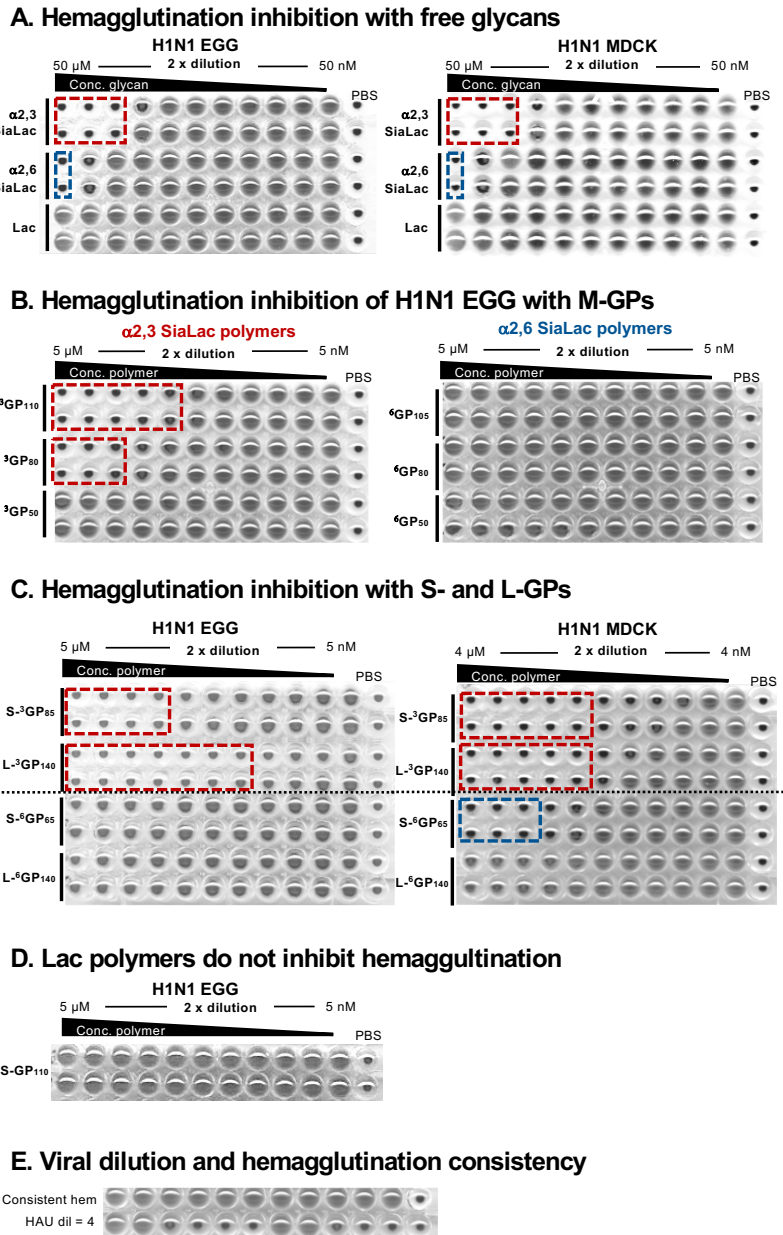 A. Hemagglutination inhibition with free glycans
H1N1 EGG
50 µM 2 x dilution 50 nM
Conc. glycan
PBS
α2,3
SiaLac
α2,6
SiaLac
Lac
H1N1 MDCK
50 µM 2 x dilution 50 nM
Conc. glycan
PBS
α2,3
SiaLac
α2,6
SiaLac
Lac
B. Hemagglutination inhibition of H1N1 EGG with M-GPs
α2,3 SiaLac polymers
5 µM 2 x dilution 5 nM
Conc. polymer
PBS
³GP110
³GP80
³GP50
α2,6 SiaLac polymers
5 µM 2 x dilution 5 nM
Conc. polymer
PBS
⁶GP105
⁶GP80
⁶GP50
C. Hemagglutination inhibition with S- and L-GPs
H1N1 EGG
5 µM 2 x dilution 5 nM
Conc. polymer
PBS
S-³GP85
L-³GP140
S-⁶GP65
L-⁶GP140
H1N1 MDCK
4 µM 2 x dilution 4 nM
Conc. polymer
PBS
S-³GP85
L-³GP140
S-⁶GP65
L-⁶GP140
D. Lac polymers do not inhibit hemaggultination
H1N1 EGG
5 µM 2 x dilution 5 nM
Conc. polymer
PBS
S-GP110
E. Viral dilution and hemagglutination consistency
Consistent hem
HAU dil = 4